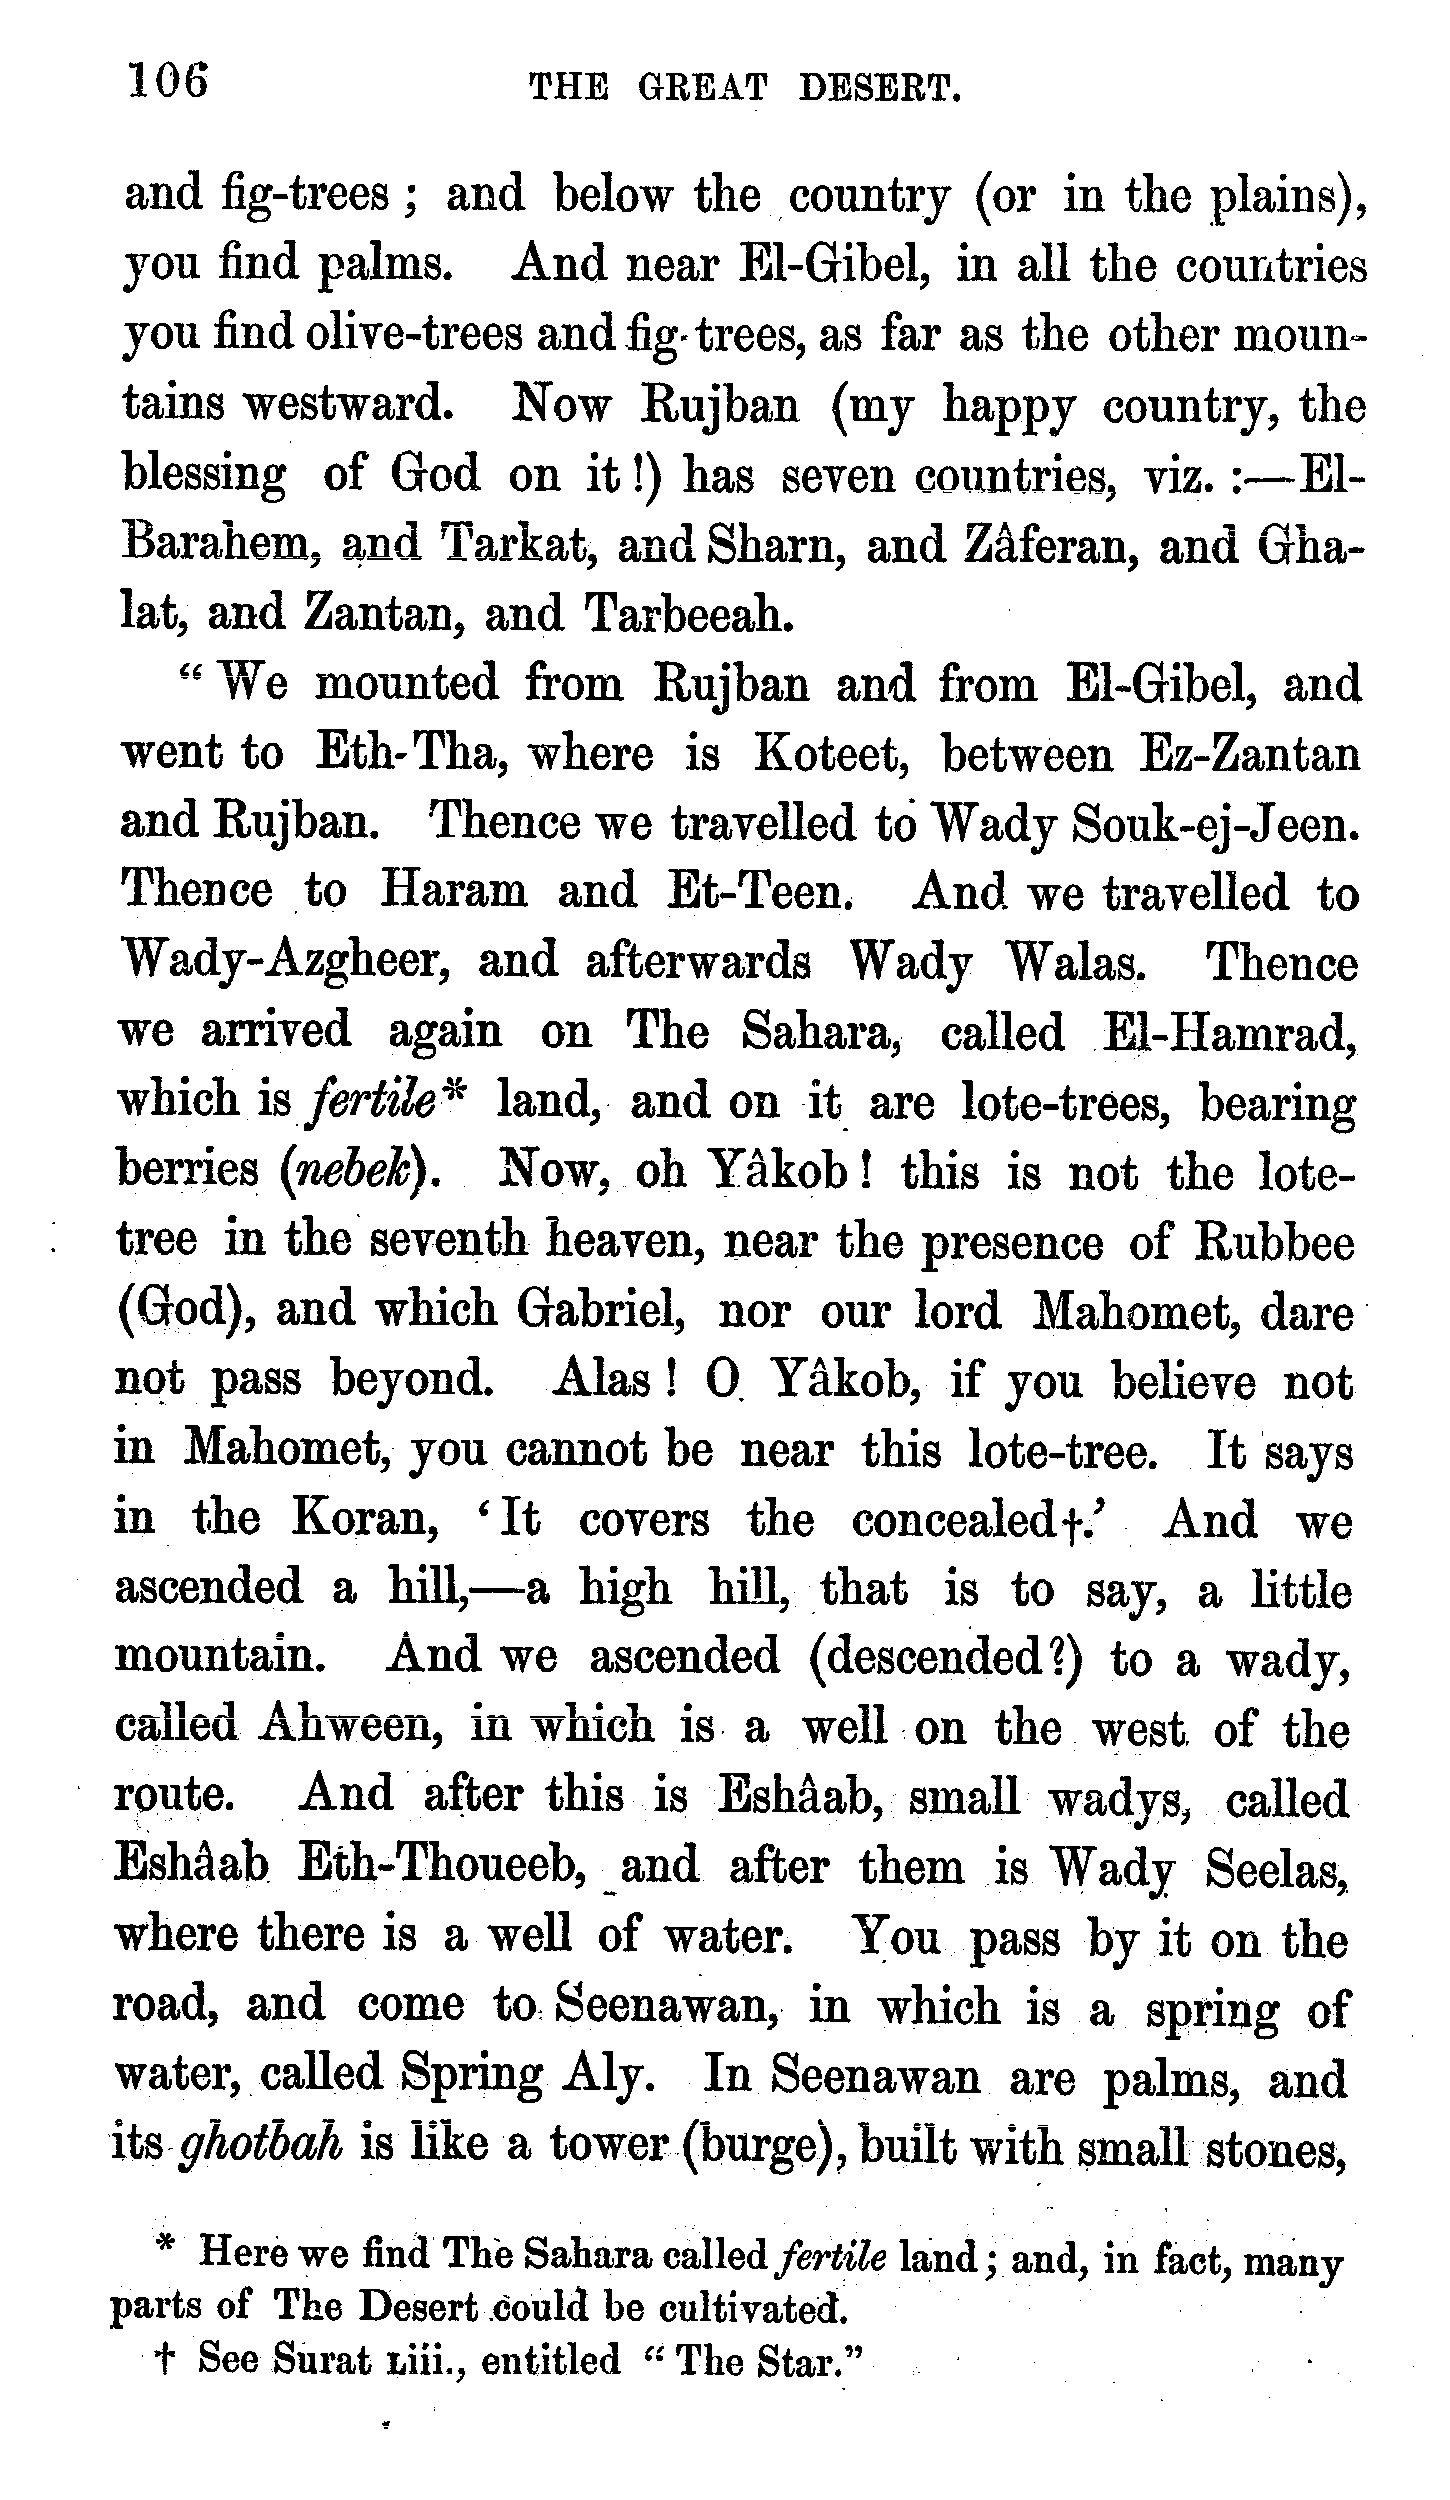 106 THE GREAT DESERT.
and fig-trees ; and below the country (or in the plains),
you find palms. And near El-Gibel, in all the countries
you find olive-trees and fig-trees, as far as the other moun-
tains westward. Now Rujban (my happy country, the
blessing of God on it !) has seven countries, viz. :—El-
Barahem, and Tarkat, and Sharn, and Zâferan, and Gha-
lat, and Zantan, and Tarbeeah.
“ We mounted from Rujban and from El-Gibel, and
went to Eth-Tha, where is Koteet, between Ez-Zantan
and Rujban. Thence we travelled to Wady Souk-ej-Jeen.
Thence to Haram and Et-Teen. And we travelled to
Wady-Azgheer, and afterwards Wady Walas. Thence
we arrived again on The Sahara, called El-Hamrad,
which is fertile* land, and on it are lote-trees, bearing
berries (nebek). Now, oh Yâkob ! this is not the lote-
tree in the seventh heaven, near the presence of Rubbee
(God), and which Gabriel, nor our lord Mahomet, dare
not pass beyond. Alas ! O Yâkob, if you believe not
in Mahomet, you cannot be near this lote-tree. It says
in the Koran, ‘ It covers the concealed†.’ And we
ascended a hill,—a high hill, that is to say, a little
mountain. And we ascended (descended?) to a wady,
called Ahween, in which is a well on the west of the
route. And after this is Eshâab, small wadys, called
Eshâab Eth-Thoueeb, and after them is Wady Seelas,
where there is a well of water. You pass by it on the
road, and come to Seenawan, in which is a spring of
water, called Spring Aly. In Seenawan are palms, and
its ghotbah is like a tower (burge), built with small stones,
* Here we find The Sahara called fertile land ; and, in fact, many
parts of The Desert could be cultivated.
† See Surat Liii., entitled “ The Star.”